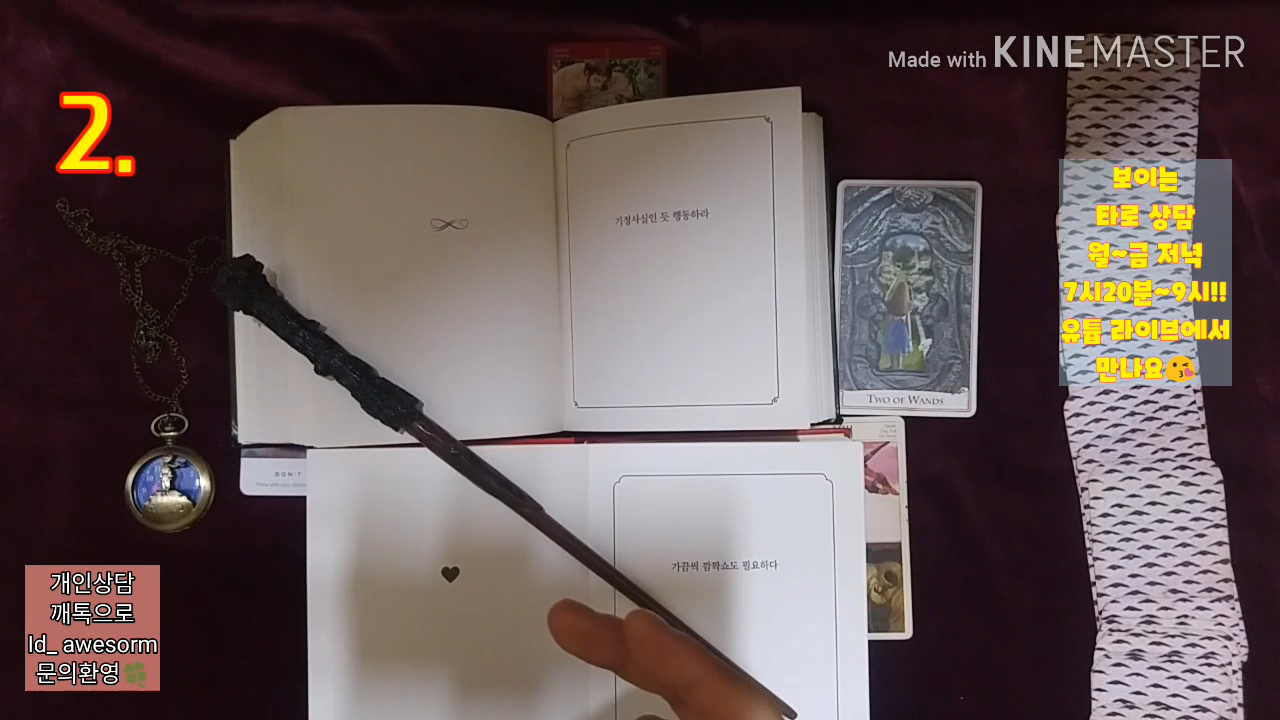 Made with KINEMASTER
2.
보이는
타로 상담
월~금 저녁
7시20분~9시!!
유튭 라이브에서
만나요😘
기정사실인 듯 행동하라
TWO OF WANDS
DON'T
가끔씩 깜짝쇼도 필요하다
개인상담
깨톡으로
Id_ awesorm
문의환영🍀